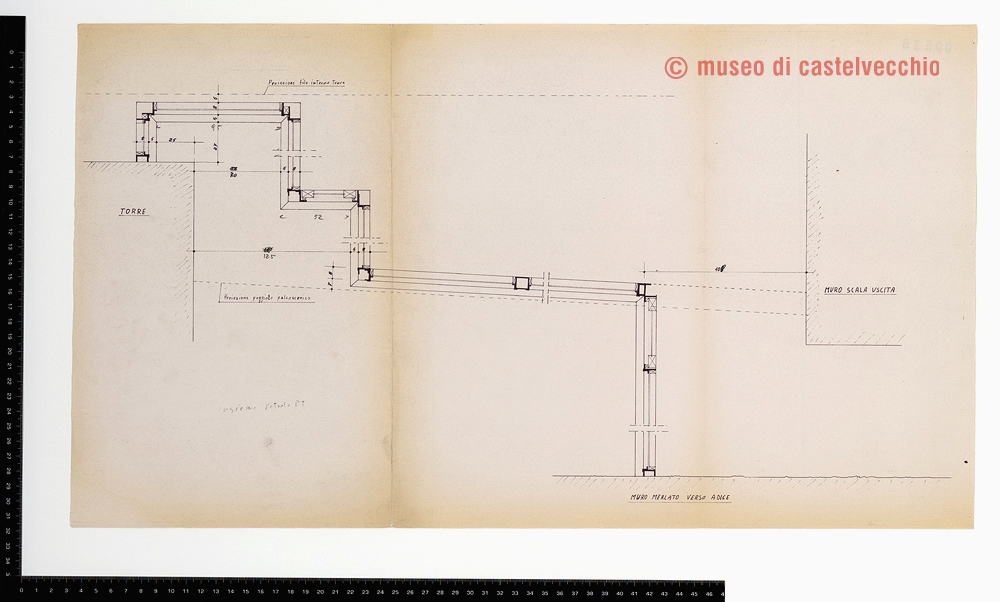 © museo di castelvecchio
Proiezione filo interno Torre
TORRE
80
52
125
Proiezione poggiolo palcoscenico
MURO SCALA USCITA
MURO MERLATO VERSO ADIGE
0 1 2 3 4 5 6 7 8 9 10 11 12 13 14 15 16 17 18 19 20 21 22 23 24 25 26 27 28 29 30 31 32 33 34 5
0 1 2 3 4 5 6 7 8 9 10 11 12 13 14 15 16 17 18 19 20 21 22 23 24 25 26 27 28 29 30 31 32 33 34 35 36 37 38 39 40 41 42 43 44 45 46 4